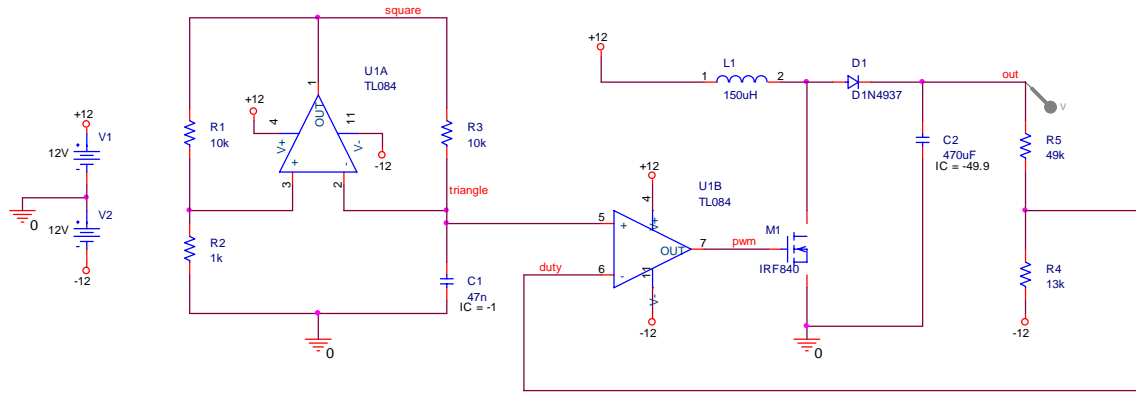 square
+12
V1
12V
+
-
0
V2
12V
+
-
-12
R1
10k
R2
1k
U1A
TL084
1
OUT
+12
4
V+
11
V-
-12
+
-
3
2
R3
10k
triangle
C1
47n
IC = -1
0
+12
L1
1
2
150uH
D1
D1N4937
out
V
C2
470uF
IC = -49.9
R5
49k
R4
13k
-12
+12
U1B
TL084
4
V+
5
+
OUT
7
pwm
duty
6
-
11
V-
-12
M1
IRF840
0